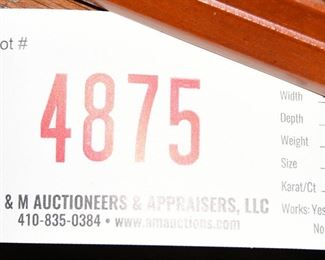 ot #
4875
& M AUCTIONEERS & APPRAISERS, LLC
410-835-0384 • www.amauctions.com
Width
Depth
Weight
Size
Karat/Ct
Works: Yes
No